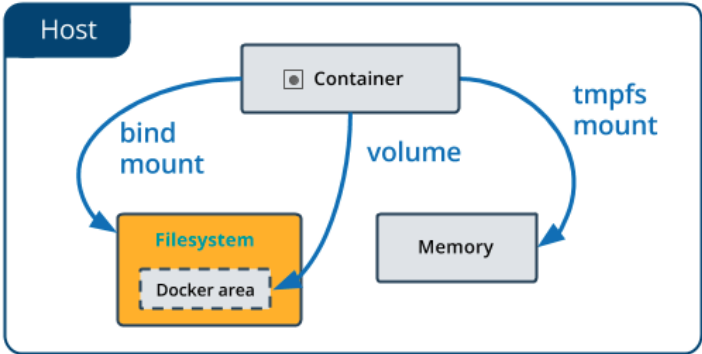 Host
Container
bind
mount
volume
tmpfs
mount
Filesystem
Docker area
Memory